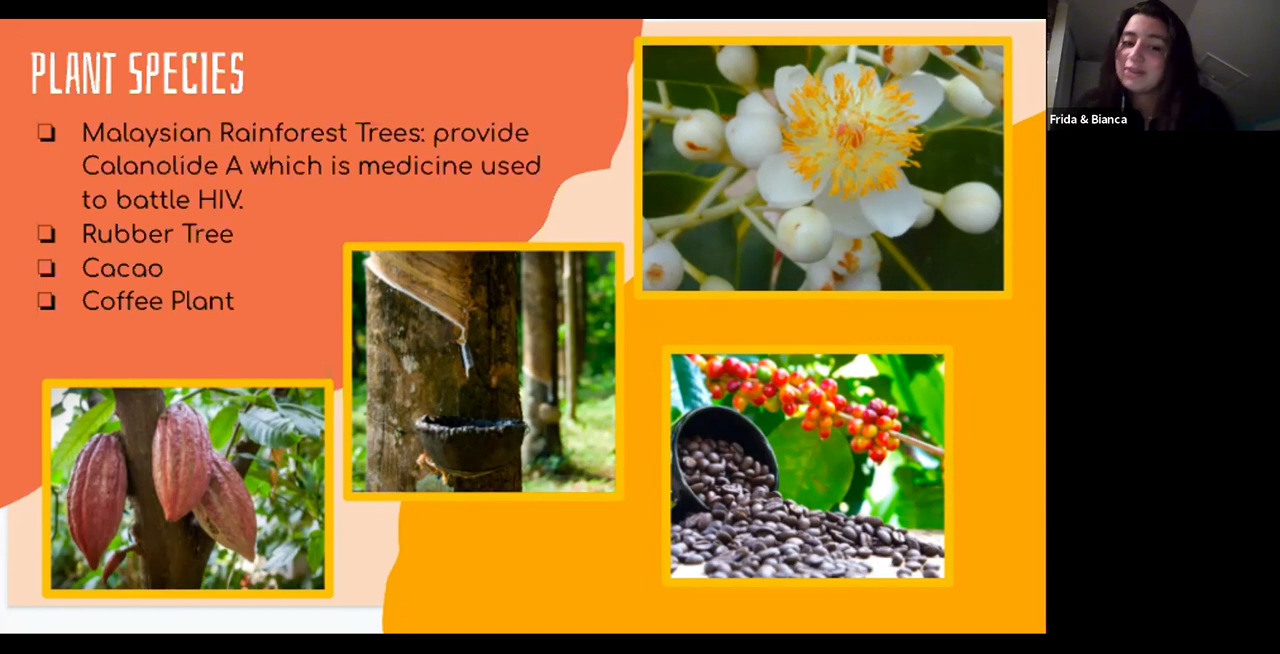 PLANT SPECIES
❏ Malaysian Rainforest Trees: provide
Calanolide A which is medicine used
to battle HIV.
❏ Rubber Tree
❏ Cacao
❏ Coffee Plant
Frida & Bianca